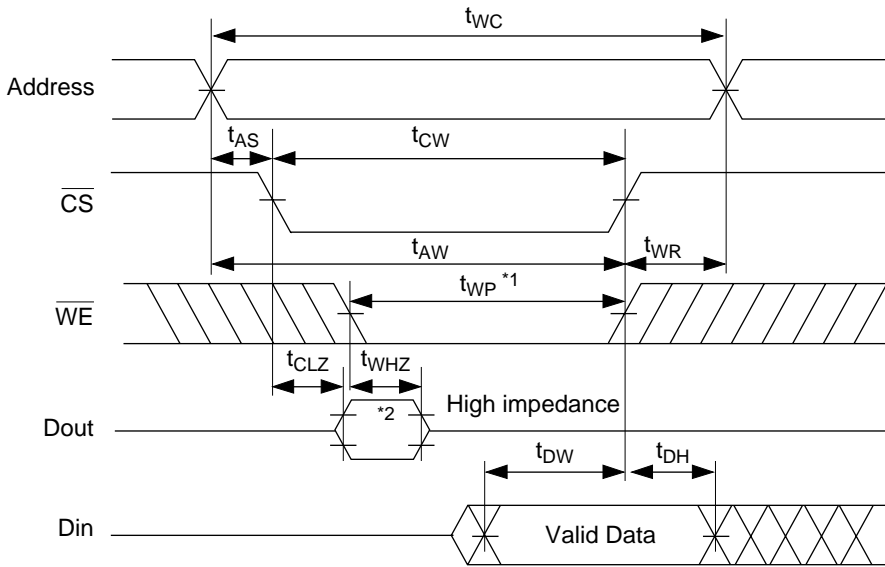 tWC
Address
tAS tCW
CS
tAW tWR
tWP *1
WE
tCLZ tWHZ
*2 High impedance
Dout
tDW tDH
Din Valid Data